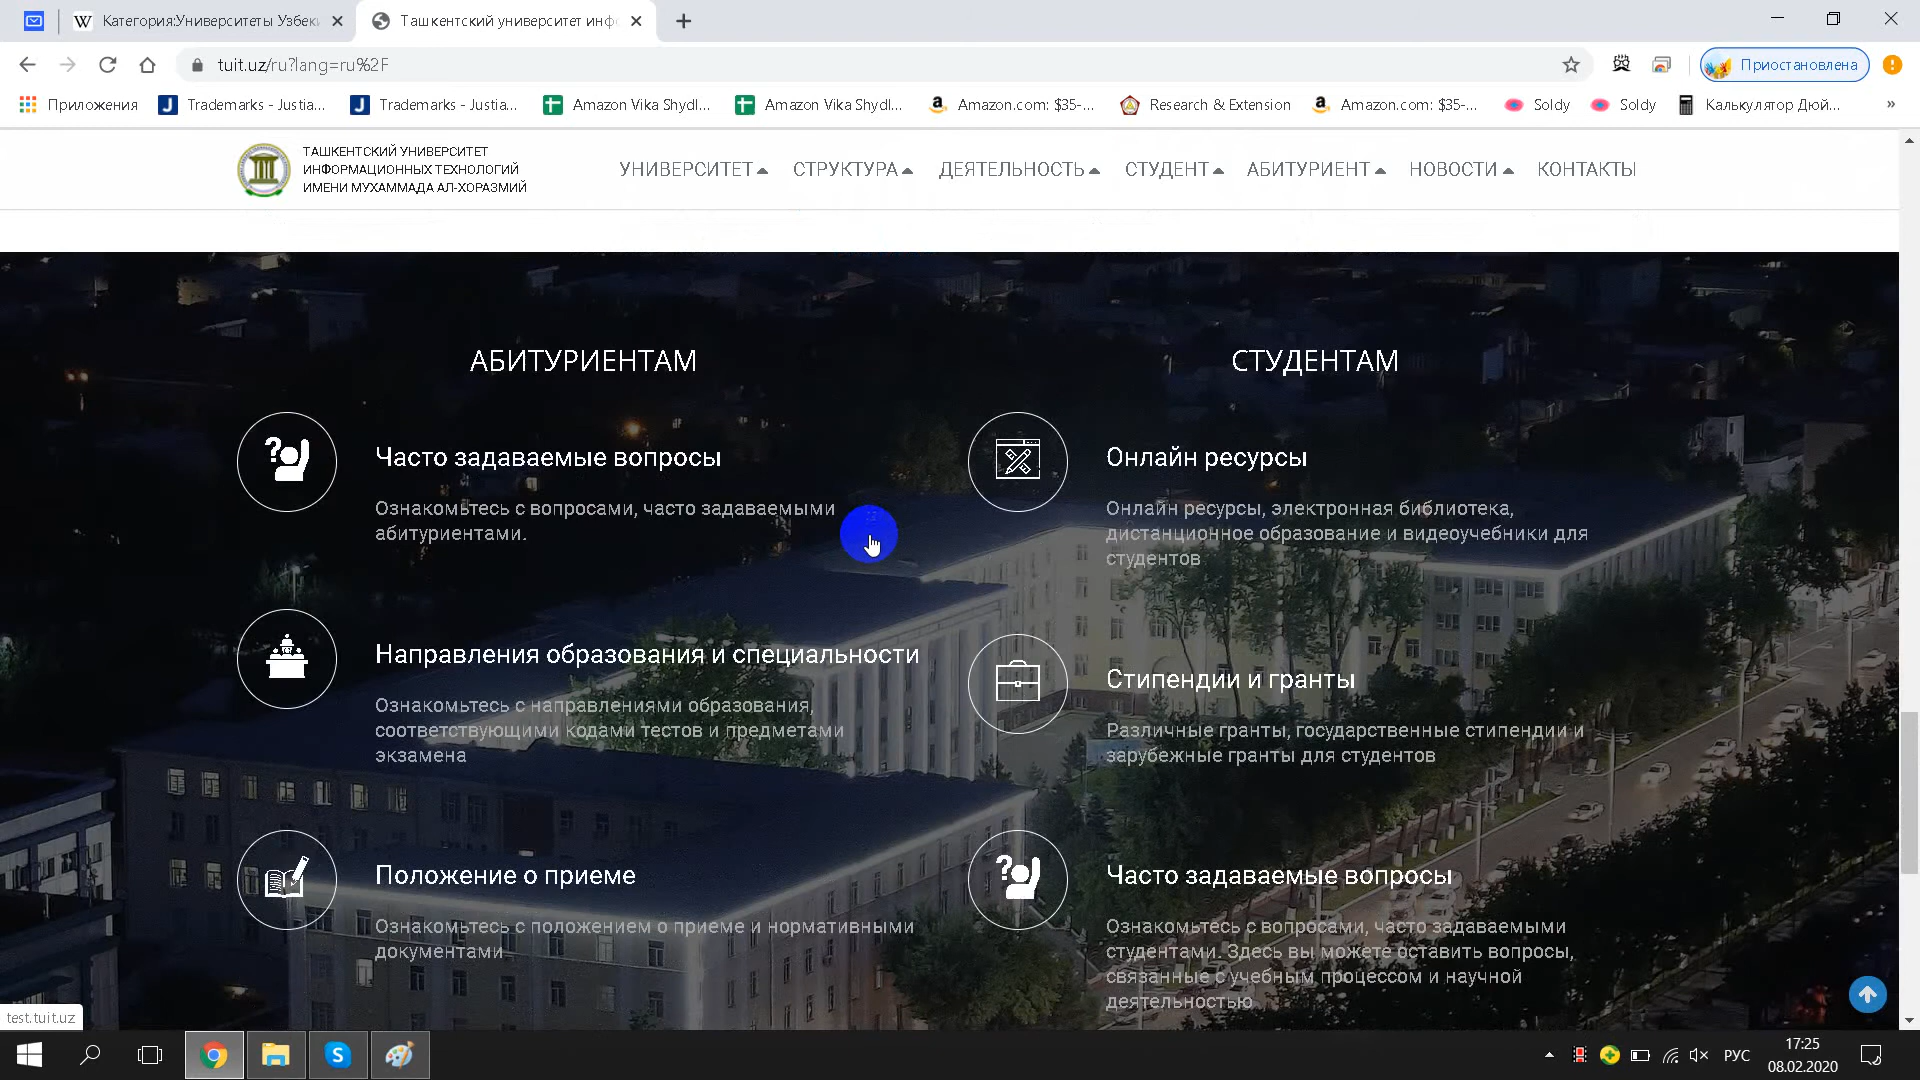 Категория:Университеты Узбеки
Ташкентский университет инфо
tuit.uz/ru?lang=ru%2F
Приостановлена
Приложения
Trademarks - Justia...
Trademarks - Justia...
Amazon Vika Shydl...
Amazon Vika Shydl...
Amazon.com: $35-...
Research & Extension
Amazon.com: $35-...
Soldy
Soldy
Калькулятор Дюй...
»
ТАШКЕНТСКИЙ УНИВЕРСИТЕТ
ИНФОРМАЦИОННЫХ ТЕХНОЛОГИЙ
ИМЕНИ МУХАММАДА АЛ-ХОРАЗМИЙ
УНИВЕРСИТЕТ
СТРУКТУРА
ДЕЯТЕЛЬНОСТЬ
СТУДЕНТ
АБИТУРИЕНТ
НОВОСТИ
КОНТАКТЫ
АБИТУРИЕНТАМ
Часто задаваемые вопросы
Ознакомьтесь с вопросами, часто задаваемыми
абитуриентами.
Направления образования и специальности
Ознакомьтесь с направлениями образования,
соответствующими кодами тестов и предметами
экзамена
Положение о приеме
Ознакомьтесь с положением о приеме и нормативными
документами
СТУДЕНТАМ
Онлайн ресурсы
Онлайн ресурсы, электронная библиотека,
дистанционное образование и видеоучебники для
студентов
Стипендии и гранты
Различные гранты, государственные стипендии и
зарубежные гранты для студентов
Часто задаваемые вопросы
Ознакомьтесь с вопросами, часто задаваемыми
студентами. Здесь вы можете оставить вопросы,
связанные с учебным процессом и научной
деятельностью
test.tuit.uz
РУС
17:25
08.02.2020